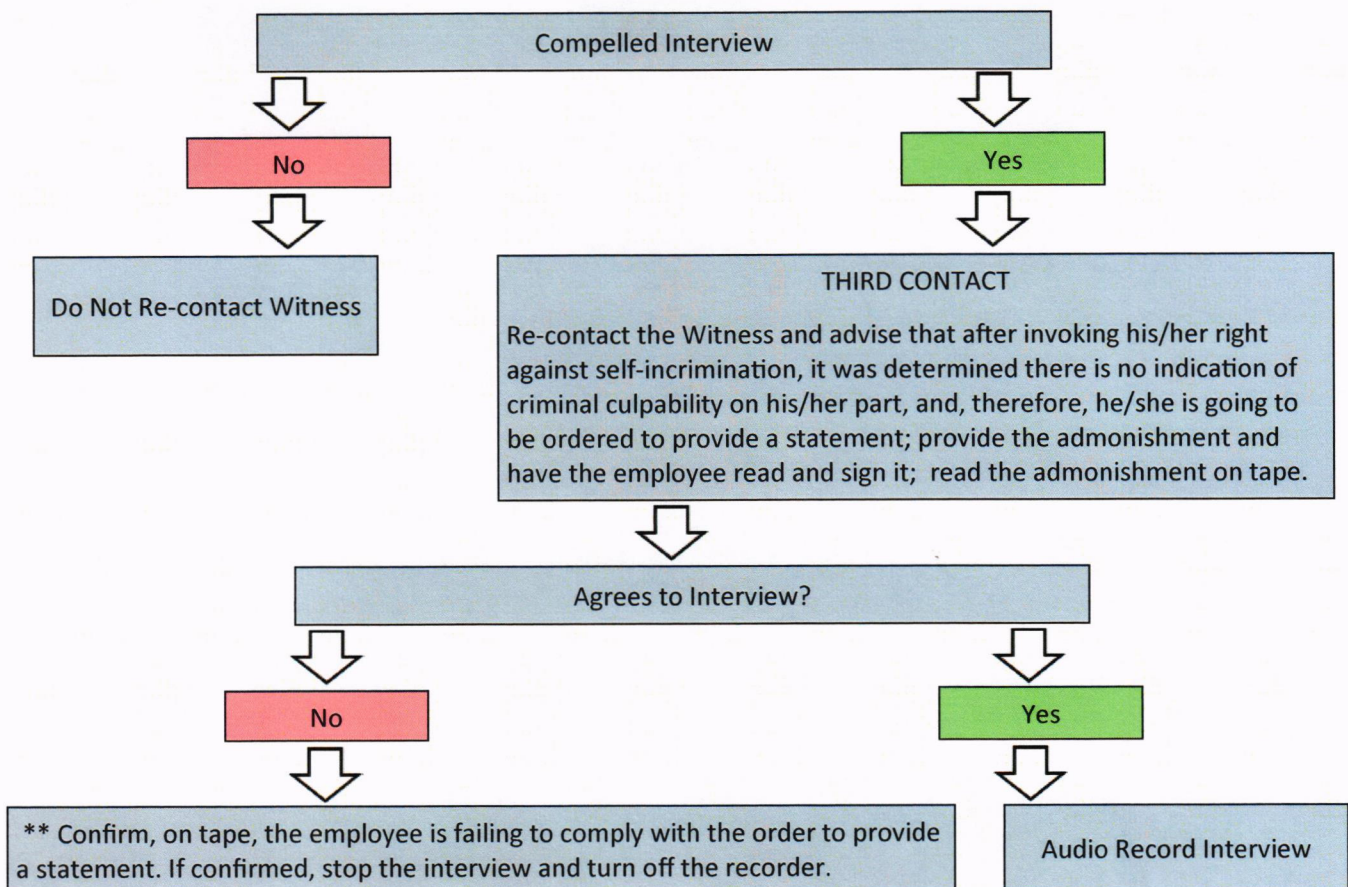 Compelled Interview
No
Yes
Do Not Re-contact Witness
THIRD CONTACT
Re-contact the Witness and advise that after invoking his/her right
against self-incrimination, it was determined there is no indication of
criminal culpability on his/her part, and, therefore, he/she is going to
be ordered to provide a statement; provide the admonishment and
have the employee read and sign it; read the admonishment on tape.
Agrees to Interview?
No
Yes
** Confirm, on tape, the employee is failing to comply with the order to provide
a statement. If confirmed, stop the interview and turn off the recorder.
Audio Record Interview